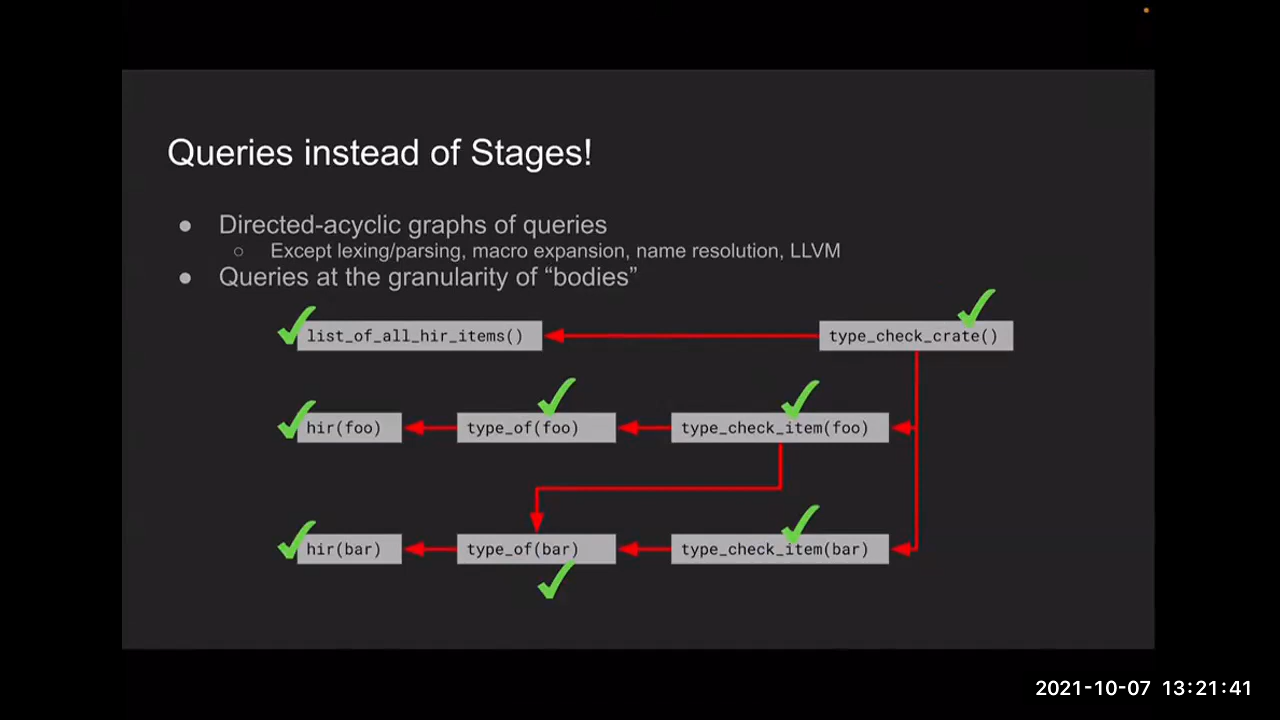 Queries instead of Stages!
● Directed-acyclic graphs of queries
○ Except lexing/parsing, macro expansion, name resolution, LLVM
● Queries at the granularity of “bodies”
list_of_all_hir_items() type_check_crate()
hir(foo) type_of(foo) type_check_item(foo)
hir(bar) type_of(bar) type_check_item(bar)
2021-10-07 13:21:41